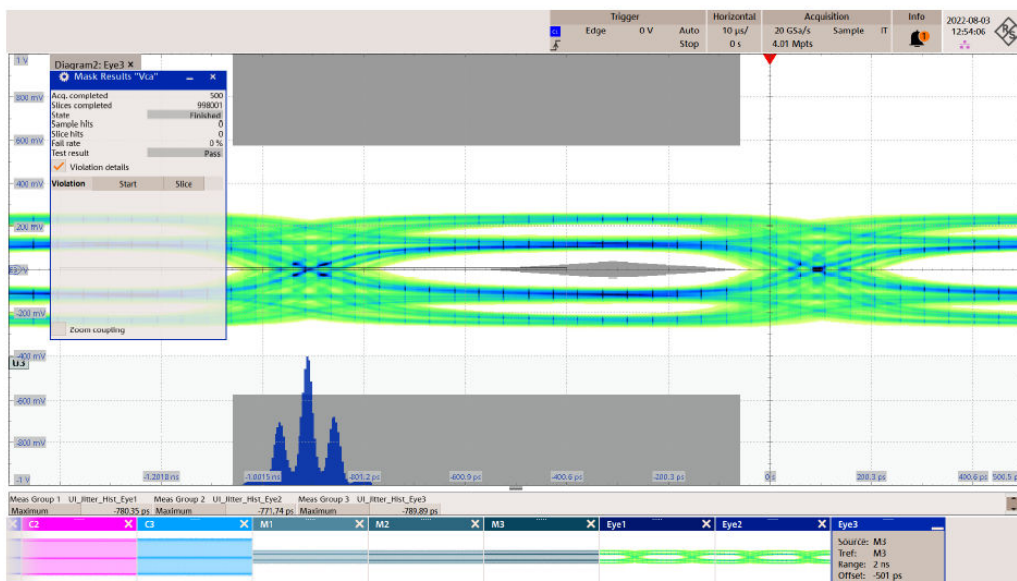 Trigger Horizontal Acquisition Info
C1 Edge 0 V Auto 10 µs/ 20 GSa/s Sample IT 1 2022-08-03
Stop 0 s 4.01 Mpts 12:54:06
1 V
Diagram2: Eye3 ×
Mask Results "Vca" _ ×
Acq. completed 500
Slices completed 998001
State Finished
Sample hits 0
Slice hits 0
Fail rate 0 %
Test result Pass
Violation details
Violation Start Slice
Zoom coupling
800 mV
600 mV
400 mV
200 mV
-200 mV
-400 mV
-600 mV
-800 mV
-1 V
-1.2018 ns -1.0015 ns -801.2 ps -600.9 ps -400.6 ps -200.3 ps 0 s 200.3 ps 400.6 ps 500.5 ps
Meas Group 1 UI_Jitter_Hist_Eye1 Meas Group 2 UI_Jitter_Hist_Eye2 Meas Group 3 UI_Jitter_Hist_Eye3
Maximum -780.35 ps Maximum -771.74 ps Maximum -789.89 ps
C2 C3 M1 M2 M3 Eye1 Eye2 Eye3
Source: M3
Tref: M3
Range: 2 ns
Offset: -501 ps